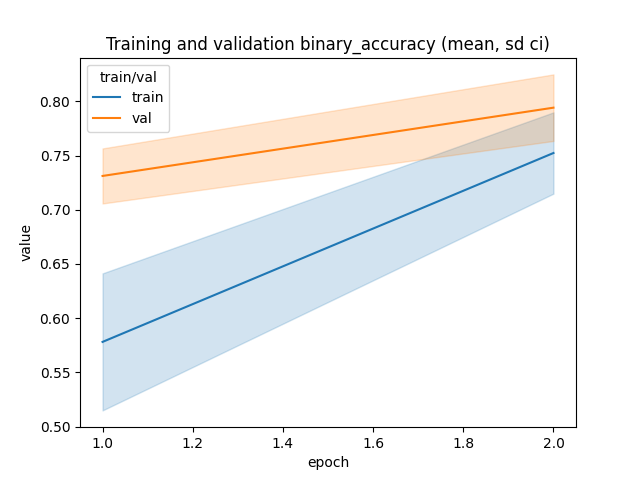 Training and validation binary_accuracy (mean, sd ci)
train/val
train
val
0.80
0.75
0.70
0.65
0.60
0.55
0.50
value
1.0 1.2 1.4 1.6 1.8 2.0
epoch